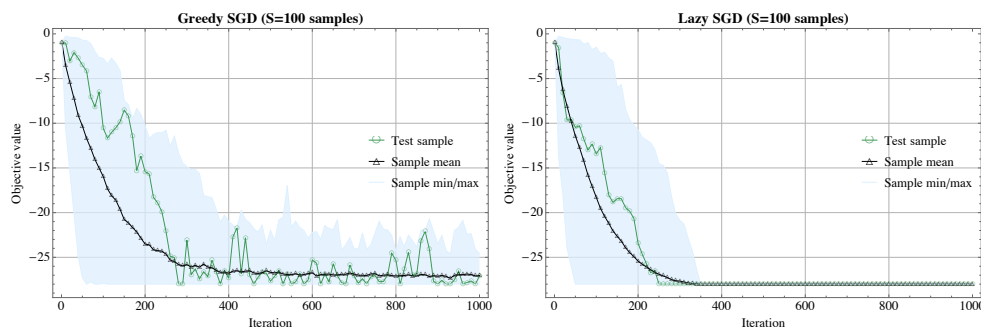 Greedy SGD (S=100 samples)
0
−5
−10
−15
−20
−25
Objective value
Test sample
Sample mean
Sample min/max
0 200 400 600 800 1000
Iteration
Lazy SGD (S=100 samples)
0
−5
−10
−15
−20
−25
Objective value
Test sample
Sample mean
Sample min/max
0 200 400 600 800 1000
Iteration